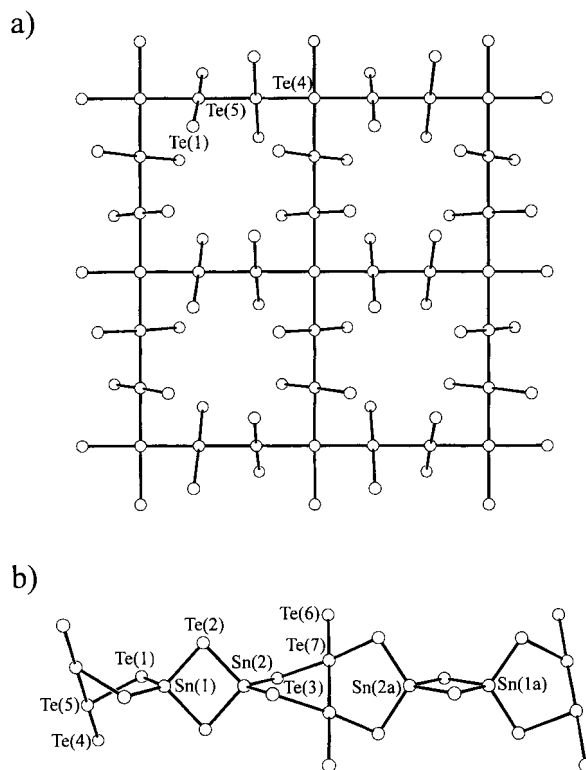 a)
Te(4)
Te(5)
Te(1)
b)
Te(6)
Te(2)
Te(7)
Te(1)
Sn(2)
Sn(1)
Te(3)
Sn(2a)
Sn(1a)
Te(5)
Te(4)